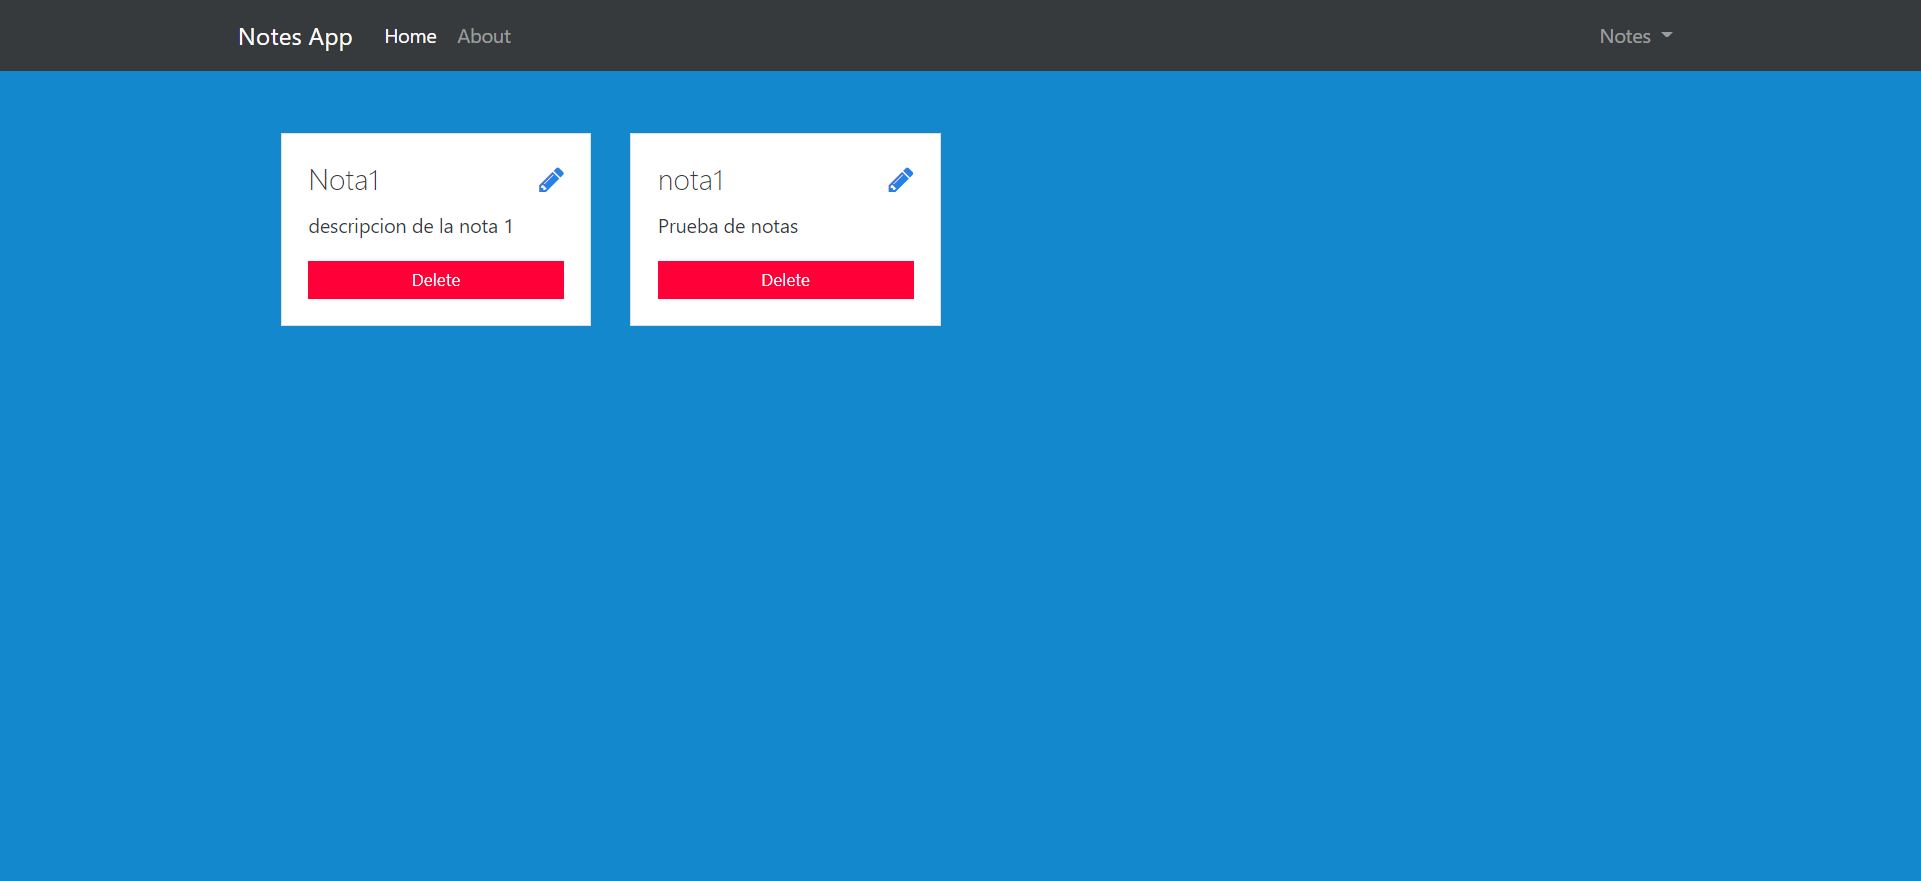 Notes App Home About Notes
Nota1
descripcion de la nota 1
Delete
nota1
Prueba de notas
Delete